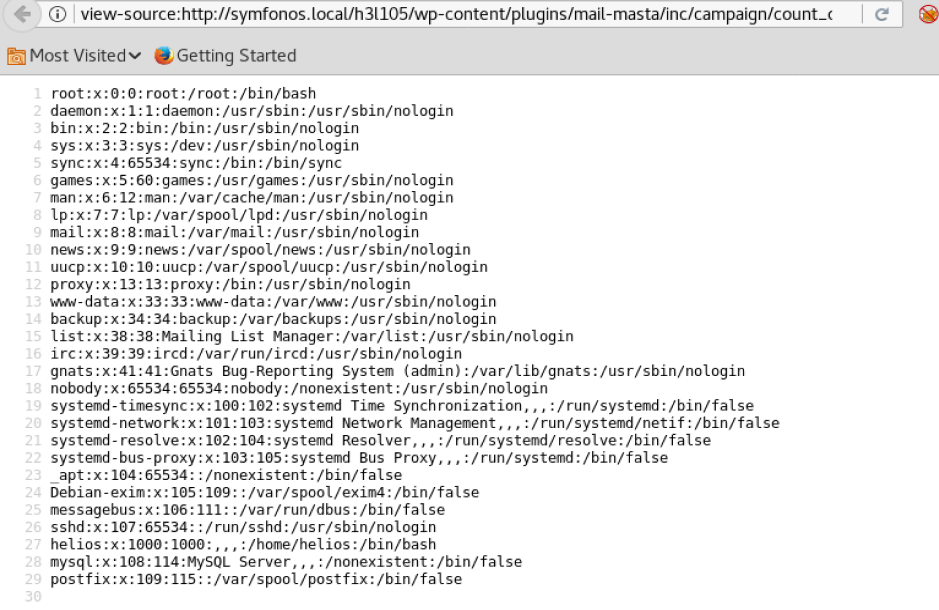 view-source:http://symfonos.local/h3l105/wp-content/plugins/mail-masta/inc/campaign/count_c
Most Visited Getting Started
1 root:x:0:0:root:/root:/bin/bash
2 daemon:x:1:1:daemon:/usr/sbin:/usr/sbin/nologin
3 bin:x:2:2:bin:/bin:/usr/sbin/nologin
4 sys:x:3:3:sys:/dev:/usr/sbin/nologin
5 sync:x:4:65534:sync:/bin:/bin/sync
6 games:x:5:60:games:/usr/games:/usr/sbin/nologin
7 man:x:6:12:man:/var/cache/man:/usr/sbin/nologin
8 lp:x:7:7:lp:/var/spool/lpd:/usr/sbin/nologin
9 mail:x:8:8:mail:/var/mail:/usr/sbin/nologin
10 news:x:9:9:news:/var/spool/news:/usr/sbin/nologin
11 uucp:x:10:10:uucp:/var/spool/uucp:/usr/sbin/nologin
12 proxy:x:13:13:proxy:/bin:/usr/sbin/nologin
13 www-data:x:33:33:www-data:/var/www:/usr/sbin/nologin
14 backup:x:34:34:backup:/var/backups:/usr/sbin/nologin
15 list:x:38:38:Mailing List Manager:/var/list:/usr/sbin/nologin
16 irc:x:39:39:ircd:/var/run/ircd:/usr/sbin/nologin
17 gnats:x:41:41:Gnats Bug-Reporting System (admin):/var/lib/gnats:/usr/sbin/nologin
18 nobody:x:65534:65534:nobody:/nonexistent:/usr/sbin/nologin
19 systemd-timesync:x:100:102:systemd Time Synchronization,,,:/run/systemd:/bin/false
20 systemd-network:x:101:103:systemd Network Management,,,:/run/systemd/netif:/bin/false
21 systemd-resolve:x:102:104:systemd Resolver,,,:/run/systemd/resolve:/bin/false
22 systemd-bus-proxy:x:103:105:systemd Bus Proxy,,,:/run/systemd:/bin/false
23 _apt:x:104:65534::/nonexistent:/bin/false
24 Debian-exim:x:105:109::/var/spool/exim4:/bin/false
25 messagebus:x:106:111::/var/run/dbus:/bin/false
26 sshd:x:107:65534::/run/sshd:/usr/sbin/nologin
27 helios:x:1000:1000:,,,:/home/helios:/bin/bash
28 mysql:x:108:114:MySQL Server,,,:/nonexistent:/bin/false
29 postfix:x:109:115::/var/spool/postfix:/bin/false
30